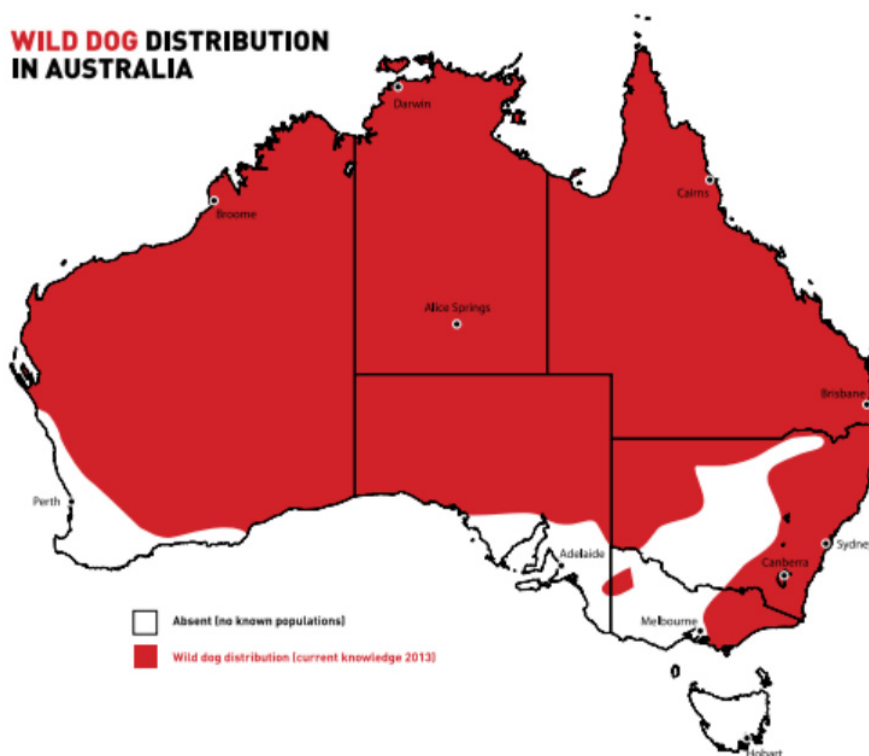 WILD DOG DISTRIBUTION
IN AUSTRALIA
Darwin
Cairns
Broome
Alice Springs
Brisbane
Perth
Sydney
Adelaide
Canberra
Melbourne
Absent (no known populations)
Wild dog distribution (current knowledge 2013)
Hobart